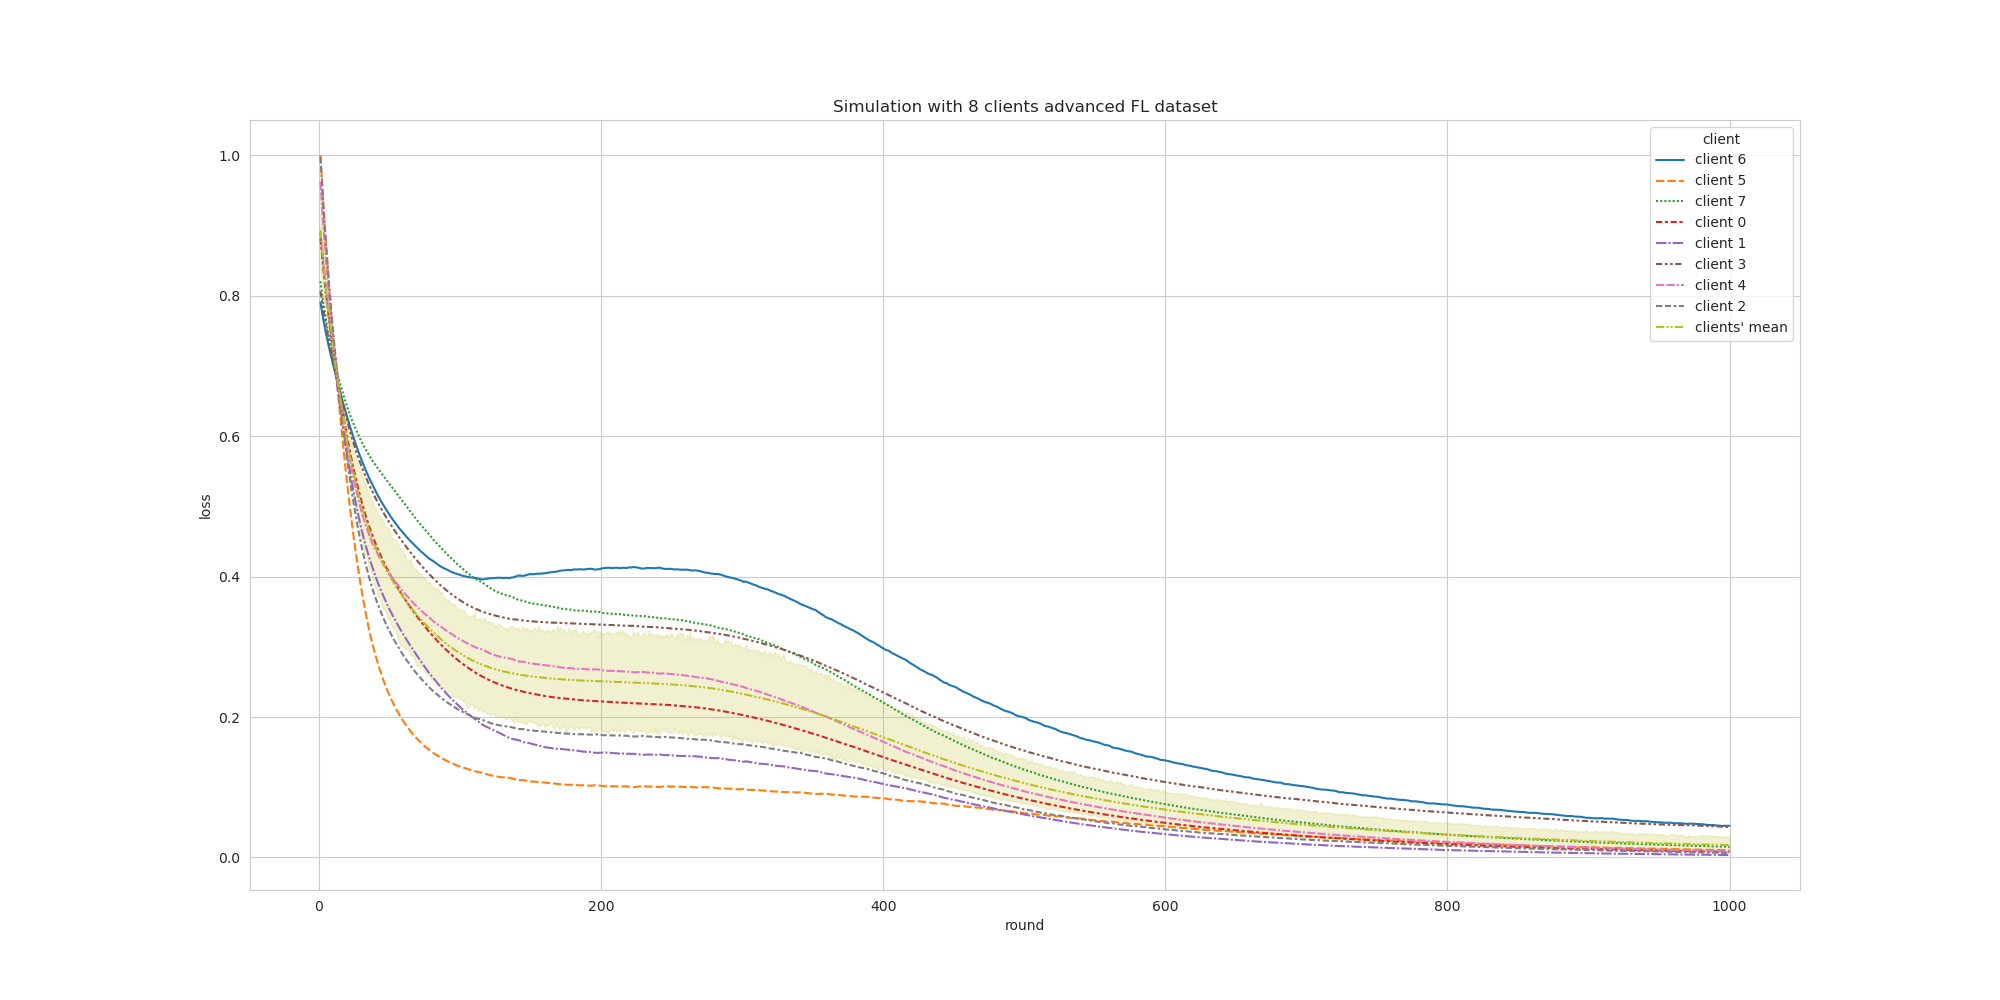 Simulation with 8 clients advanced FL dataset
client
client 6
client 5
client 7
client 0
client 1
client 3
client 4
client 2
clients' mean
loss
1.0
0.8
0.6
0.4
0.2
0.0
0 200 400 600 800 1000
round